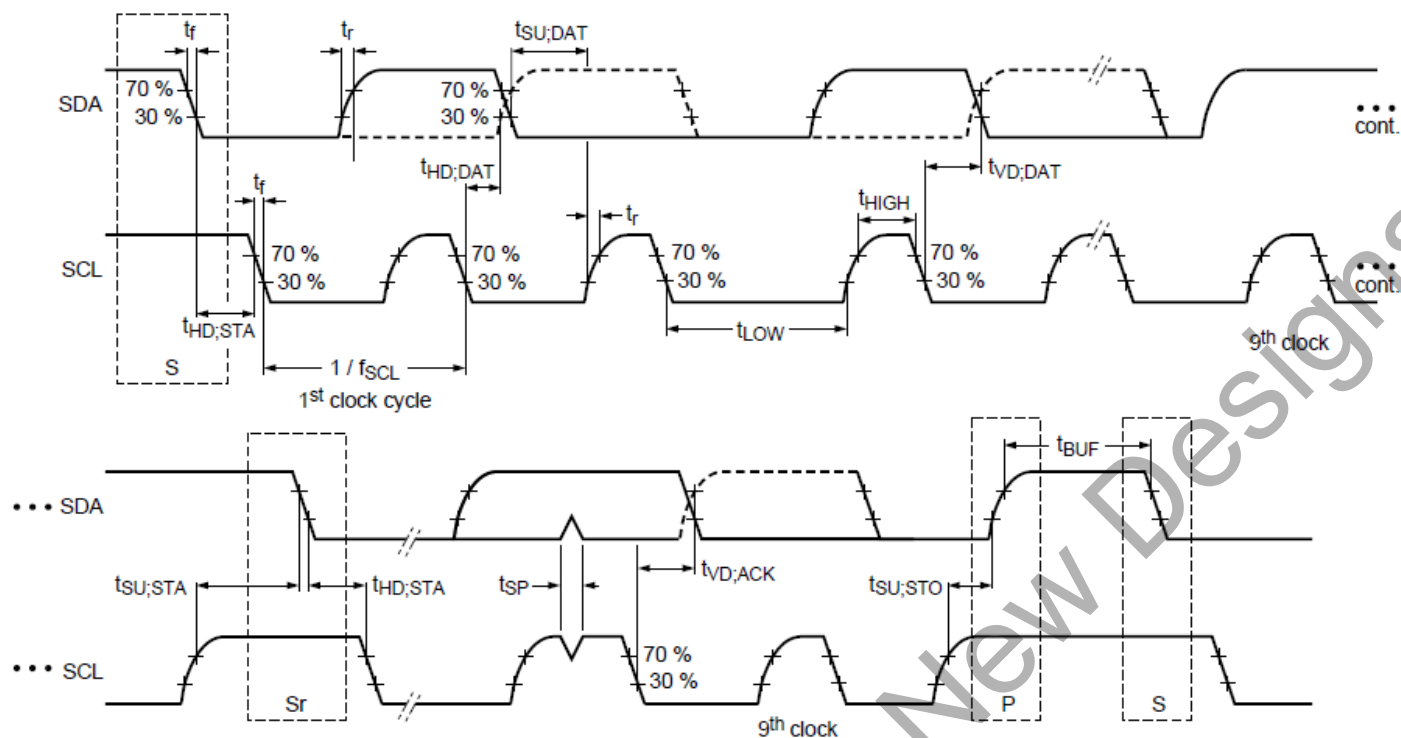 tf tr tSU;DAT
SDA 70 % 70 % cont.
30 % 30 %
tHD;DAT tVD;DAT
tf tr tHIGH
SCL 70 % 70 % 70 % 70 % cont.
30 % 30 % 30 % 30 %
tHD;STA tLOW 9th clock
S 1 / fSCL
1st clock cycle
tBUF
SDA
tSU;STA tHD;STA tSP tVD;ACK tSU;STO
SCL 70 %
30 %
Sr P S
9th clock
New Designs